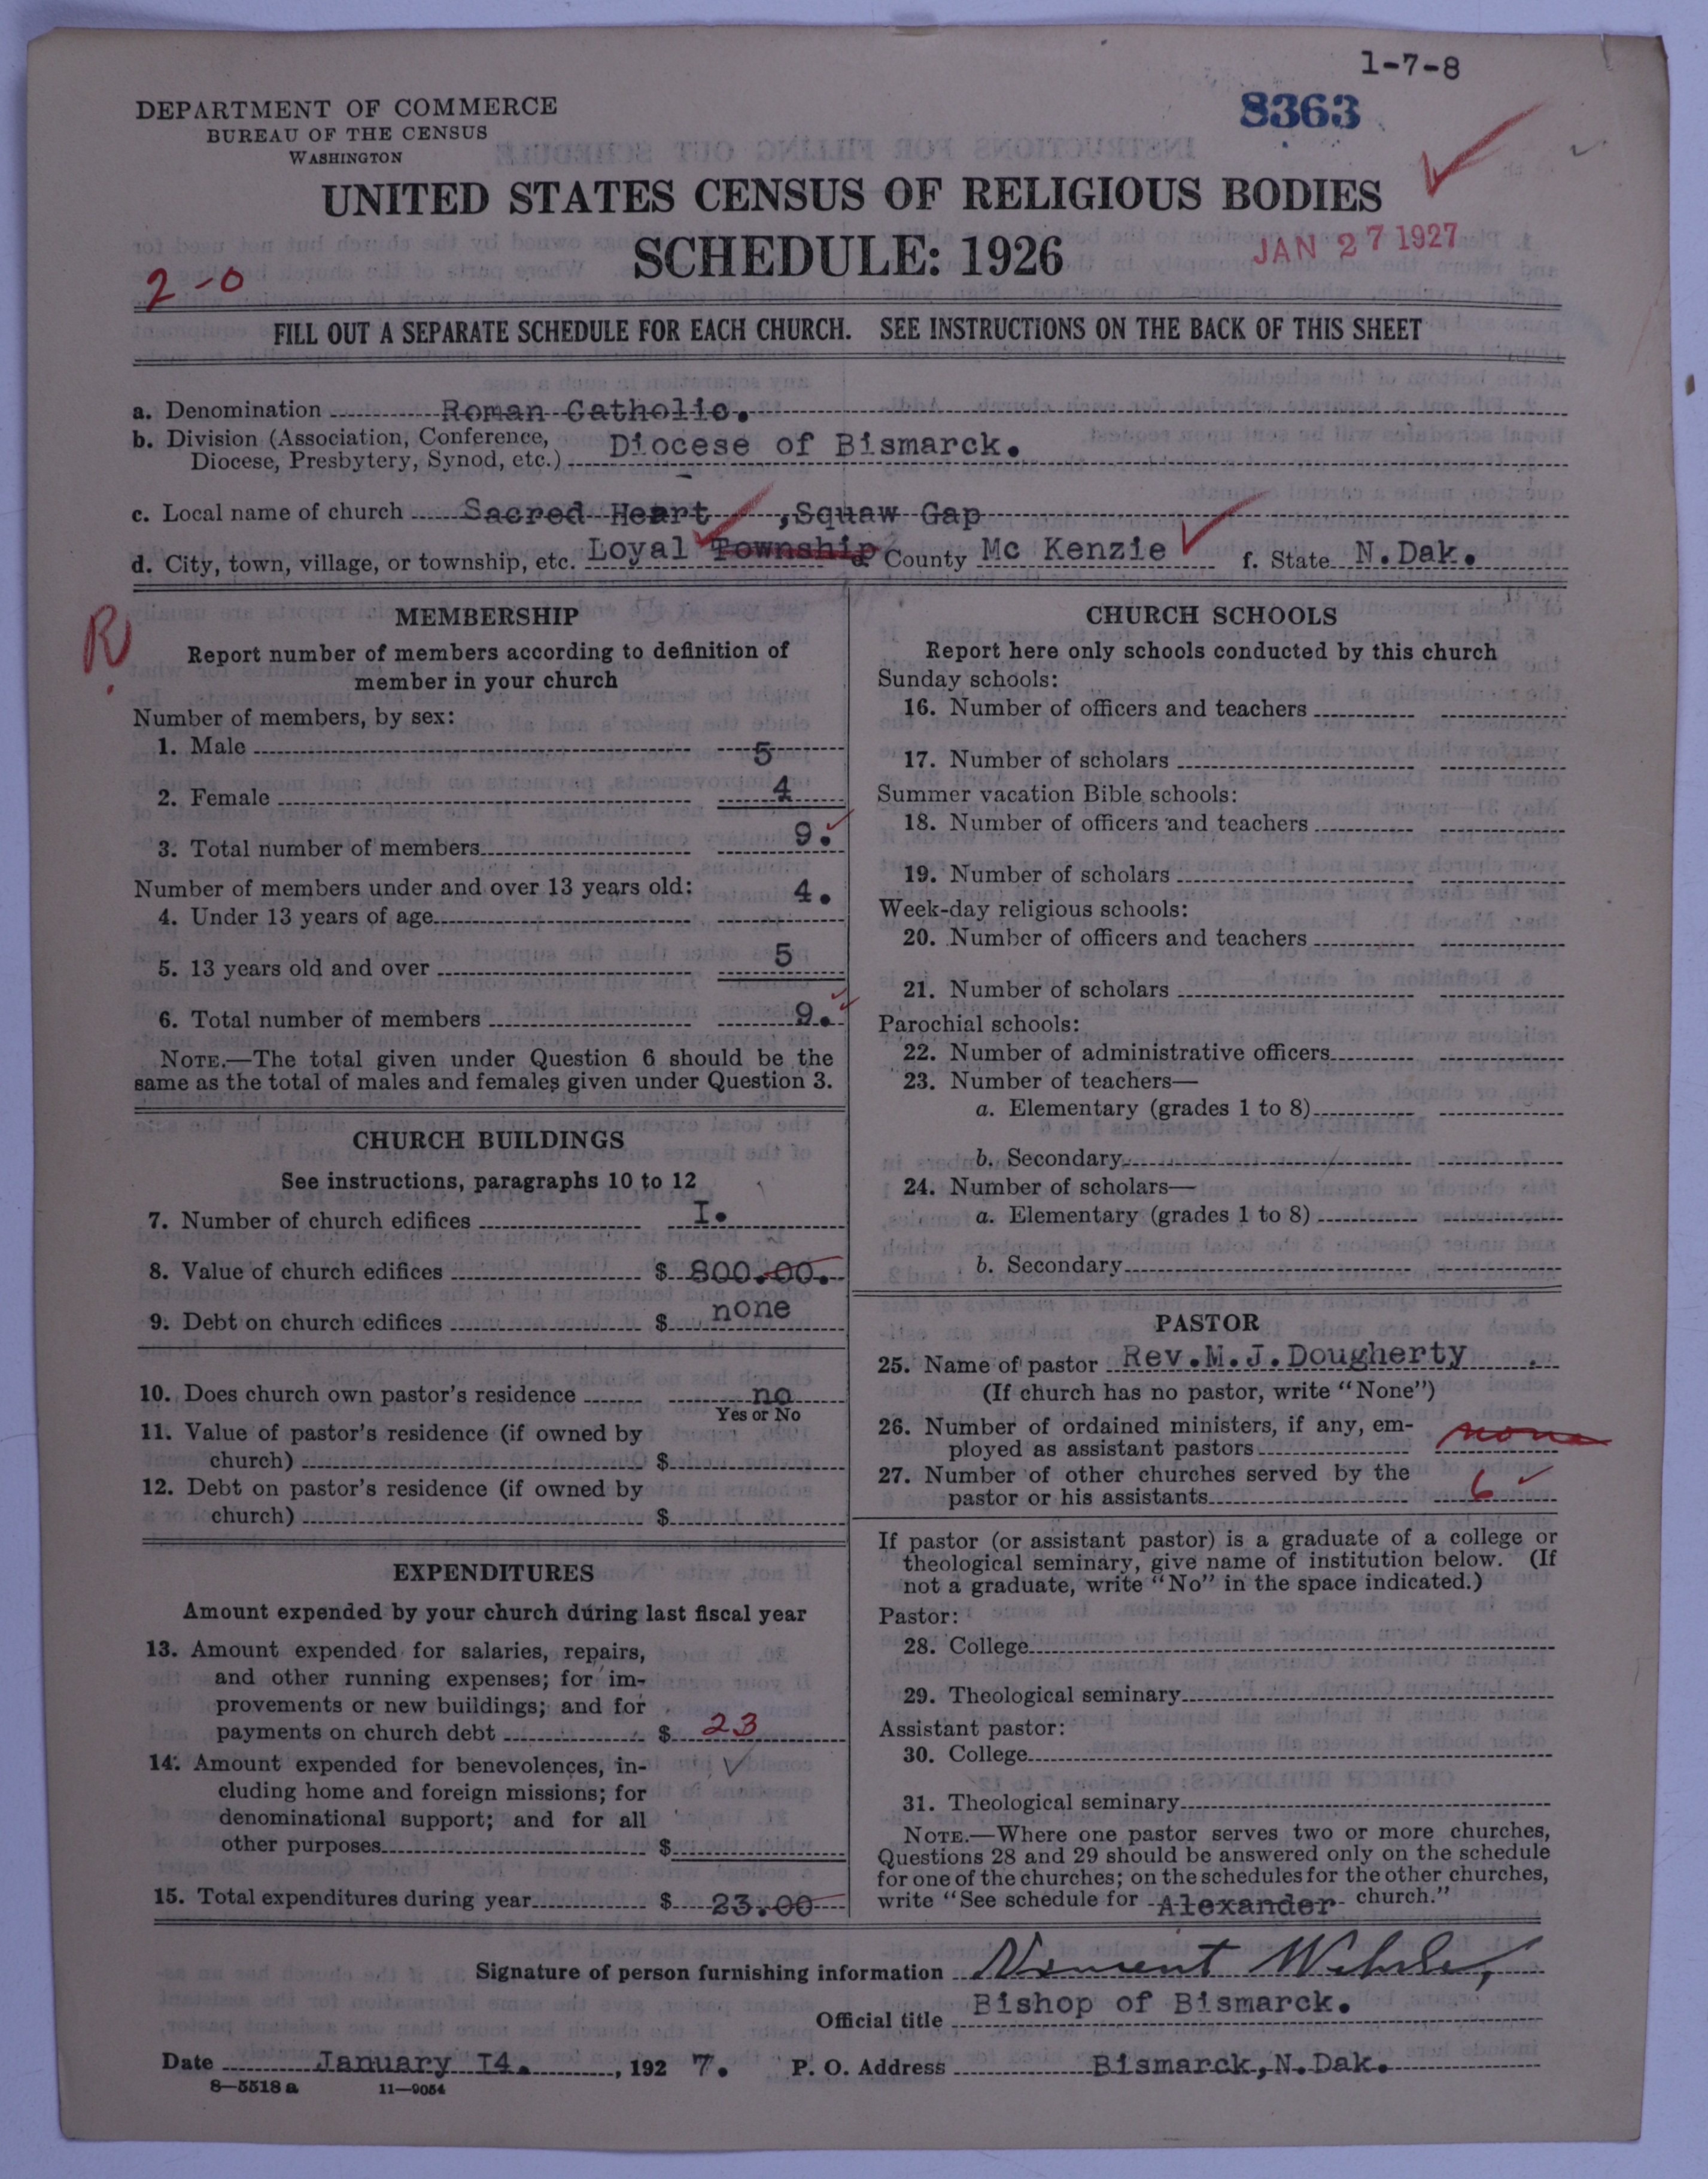 1-7-8
DEPARTMENT OF COMMERCE
BUREAU OF THE CENSUS
WASHINGTON
8363
UNITED STATES CENSUS OF RELIGIOUS BODIES
SCHEDULE: 1926
JAN 27 1927
2-0
FILL OUT A SEPARATE SCHEDULE FOR EACH CHURCH. SEE INSTRUCTIONS ON THE BACK OF THIS SHEET
a. Denomination Roman Catholic.
b. Division (Association, Conference,
Diocese, Presbytery, Synod, etc.) Diocese of Bismarck.
c. Local name of church Sacred Heart ,Squaw Gap
d. City, town, village, or township, etc. Loyal Township County Mc Kenzie f. State N.Dak.
R
MEMBERSHIP
Report number of members according to definition of
member in your church
Number of members, by sex:
1. Male 5
2. Female 4
3. Total number of members 9.
Number of members under and over 13 years old:
4. Under 13 years of age 4.
5. 13 years old and over 5
6. Total number of members 9.
NOTE.—The total given under Question 6 should be the
same as the total of males and females given under Question 3.
CHURCH BUILDINGS
See instructions, paragraphs 10 to 12
7. Number of church edifices I.
8. Value of church edifices $ 800.00.
9. Debt on church edifices $ none
10. Does church own pastor's residence no
Yes or No
11. Value of pastor's residence (if owned by
church) $
12. Debt on pastor's residence (if owned by
church) $
EXPENDITURES
Amount expended by your church during last fiscal year
13. Amount expended for salaries, repairs,
and other running expenses; for im-
provements or new buildings; and for
payments on church debt $ 23
14. Amount expended for benevolences, in-
cluding home and foreign missions; for
denominational support; and for all
other purposes $
15. Total expenditures during year $ 23.00
CHURCH SCHOOLS
Report here only schools conducted by this church
Sunday schools:
16. Number of officers and teachers
17. Number of scholars
Summer vacation Bible schools:
18. Number of officers and teachers
19. Number of scholars
Week-day religious schools:
20. Number of officers and teachers
21. Number of scholars
Parochial schools:
22. Number of administrative officers
23. Number of teachers—
a. Elementary (grades 1 to 8)
b. Secondary
24. Number of scholars—
a. Elementary (grades 1 to 8)
b. Secondary
PASTOR
25. Name of pastor Rev.M.J.Dougherty
(If church has no pastor, write "None")
26. Number of ordained ministers, if any, em-
ployed as assistant pastors none
27. Number of other churches served by the
pastor or his assistants 6
If pastor (or assistant pastor) is a graduate of a college or
theological seminary, give name of institution below. (If
not a graduate, write "No" in the space indicated.)
Pastor:
28. College
29. Theological seminary
Assistant pastor:
30. College
31. Theological seminary
NOTE.—Where one pastor serves two or more churches,
Questions 28 and 29 should be answered only on the schedule
for one of the churches; on the schedules for the other churches,
write "See schedule for Alexander church."
Signature of person furnishing information Vincent Wehrle,
Official title Bishop of Bismarck.
Date January I4. , 192 7. P. O. Address Bismarck,N.Dak.
8—5518 a 11—9054